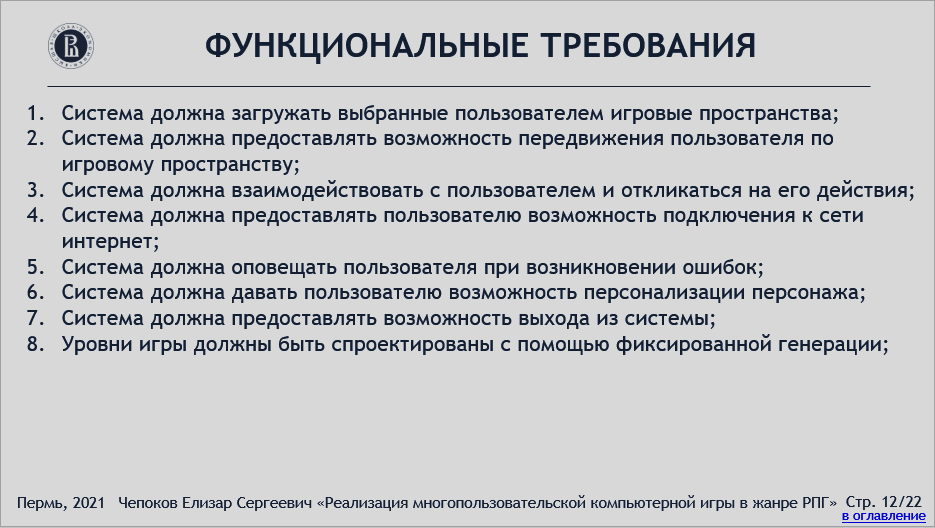 ФУНКЦИОНАЛЬНЫЕ ТРЕБОВАНИЯ
1. Система должна загружать выбранные пользователем игровые пространства;
2. Система должна предоставлять возможность передвижения пользователя по
игровому пространству;
3. Система должна взаимодействовать с пользователем и откликаться на его действия;
4. Система должна предоставлять пользователю возможность подключения к сети
интернет;
5. Система должна оповещать пользователя при возникновении ошибок;
6. Система должна давать пользователю возможность персонализации персонажа;
7. Система должна предоставлять возможность выхода из системы;
8. Уровни игры должны быть спроектированы с помощью фиксированной генерации;
Пермь, 2021 Чепоков Елизар Сергеевич «Реализация многопользовательской компьютерной игры в жанре РПГ» Стр. 12/22
в оглавление